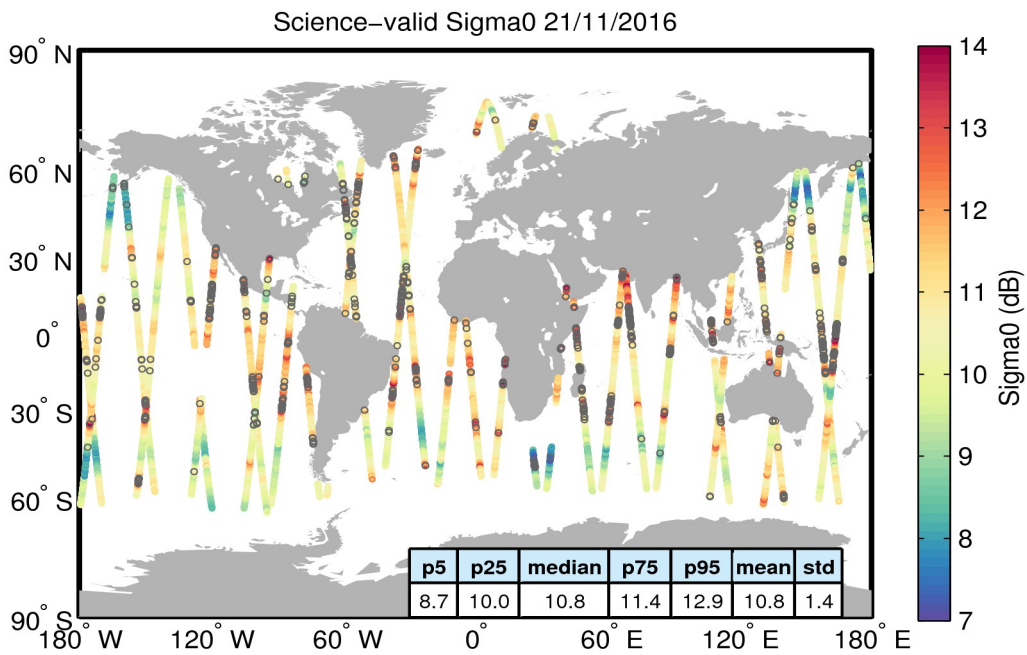 Science−valid Sigma0 21/11/2016
90° N
60° N
30° N
0°
30° S
60° S
90° S
180° W
120° W
60° W
0°
60° E
120° E
180° E
p5 p25 median p75 p95 mean std
8.7 10.0 10.8 11.4 12.9 10.8 1.4
14
13
12
11
10
9
8
7
Sigma0 (dB)